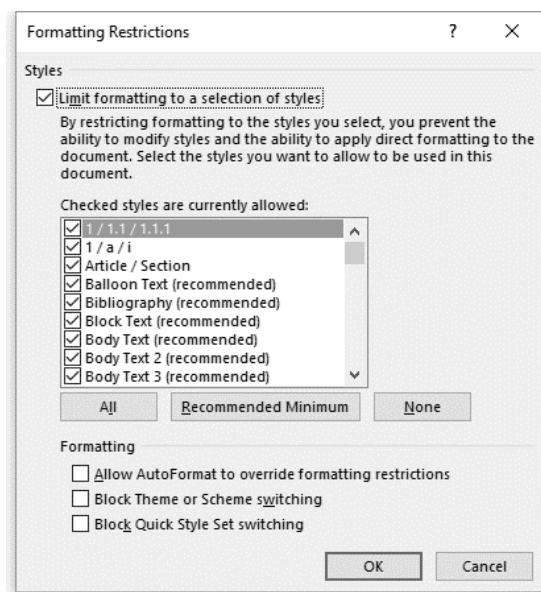 Formatting Restrictions
Styles
Limit formatting to a selection of styles
By restricting formatting to the styles you select, you prevent the
ability to modify styles and the ability to apply direct formatting to the
document. Select the styles you want to allow to be used in this
document.
Checked styles are currently allowed:
1 / 1.1 / 1.1.1
1 / a / i
Article / Section
Balloon Text (recommended)
Bibliography (recommended)
Block Text (recommended)
Body Text (recommended)
Body Text 2 (recommended)
Body Text 3 (recommended)
All Recommended Minimum None
Formatting
Allow AutoFormat to override formatting restrictions
Block Theme or Scheme switching
Block Quick Style Set switching
OK Cancel